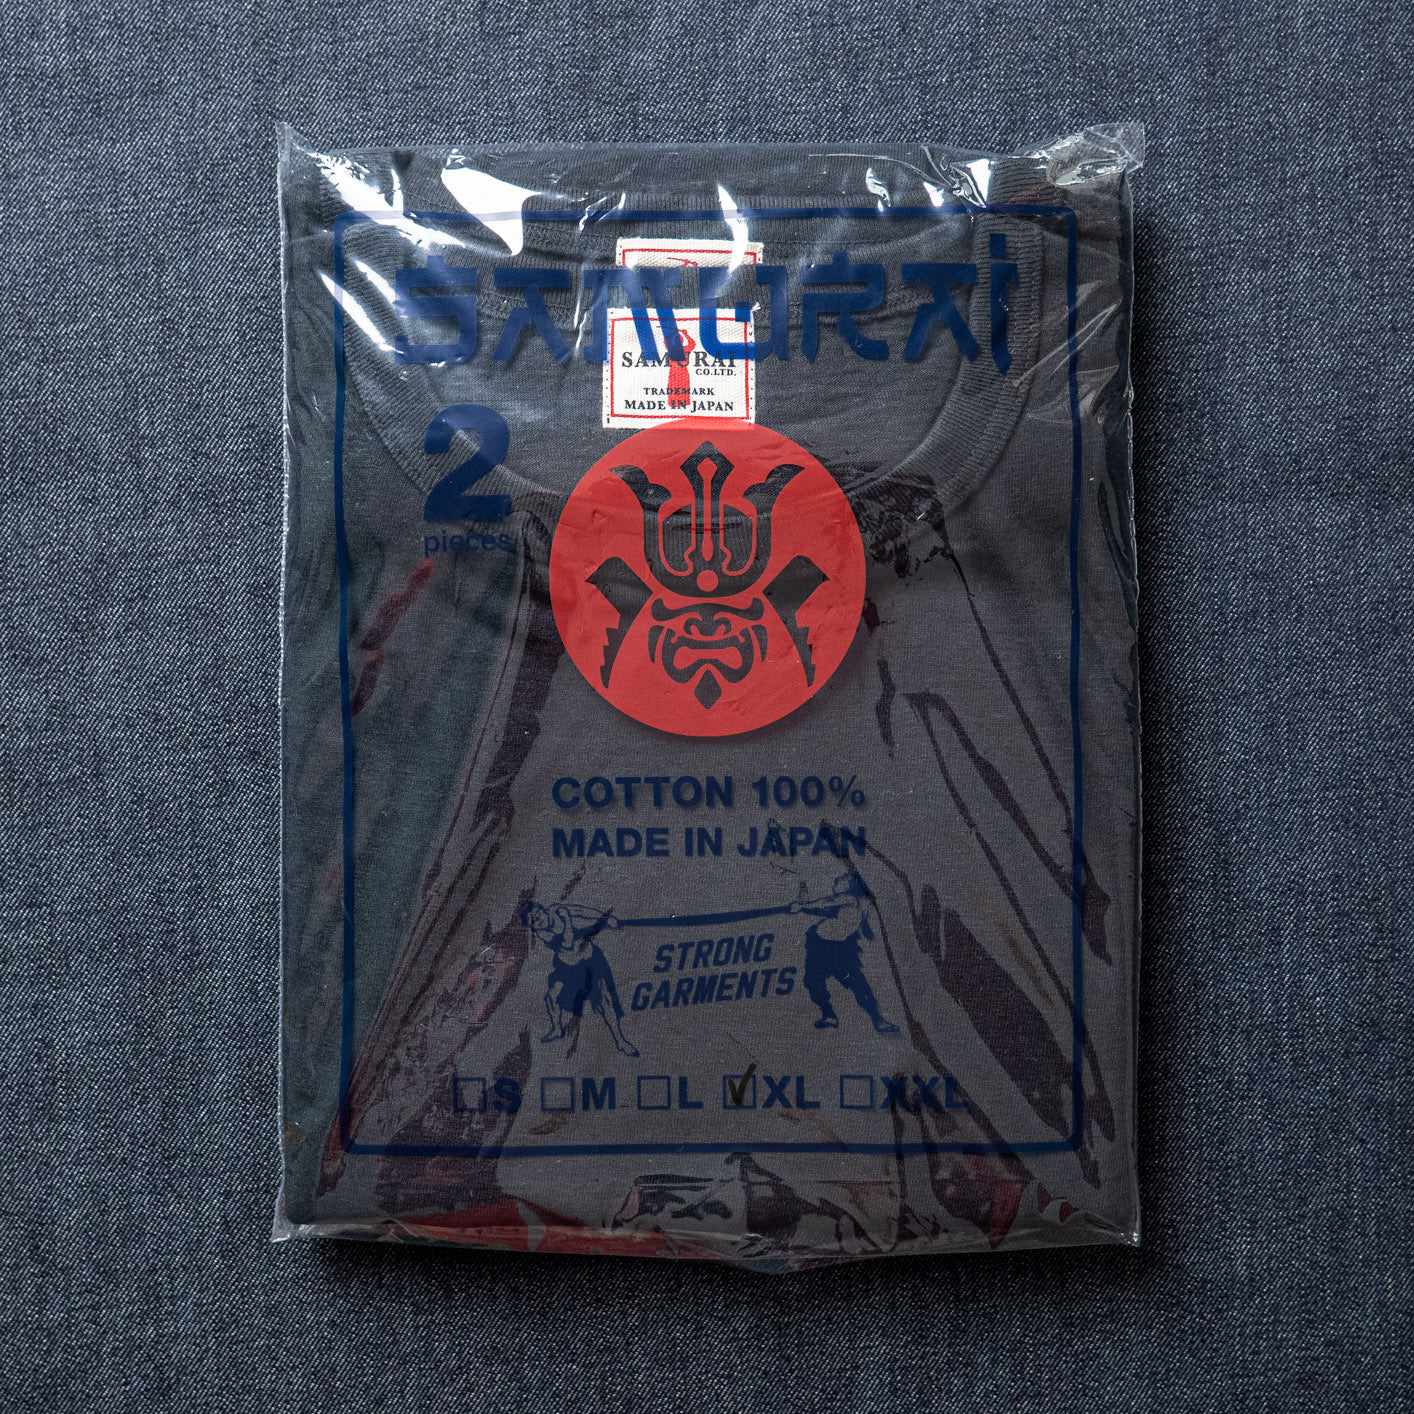 SAMURAI
SAMURAI
CO.LTD.
TRADEMARK
MADE IN JAPAN
2
pieces
COTTON 100%
MADE IN JAPAN
STRONG
GARMENTS
S M L XL XXL